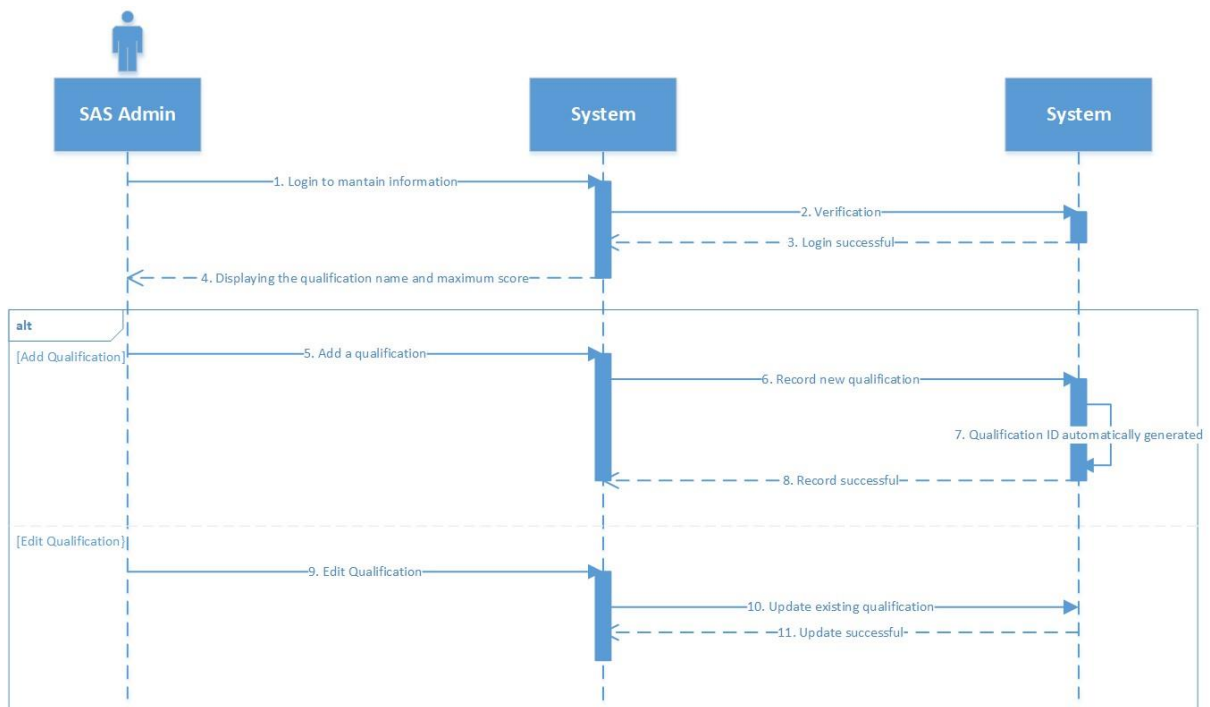 SAS Admin
System
System
1. Login to mantain information
2. Verification
3. Login successful
4. Displaying the qualification name and maximum score
alt
[Add Qualification]
5. Add a qualification
6. Record new qualification
7. Qualification ID automatically generated
8. Record successful
[Edit Qualification]
9. Edit Qualification
10. Update existing qualification
11. Update successful